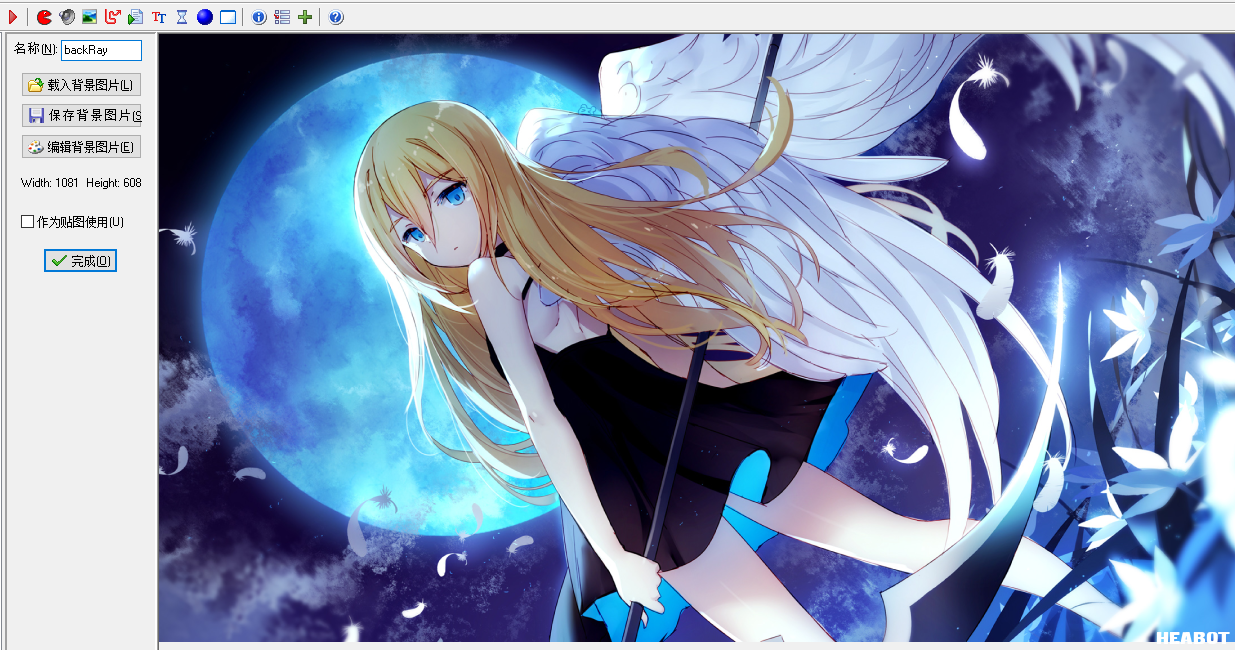 TT
名称(N): backRay
载入背景图片(L)
保存背景图片(S
编辑背景图片(E)
Width: 1081 Height: 608
作为贴图使用(U)
完成(O)
HEABOT